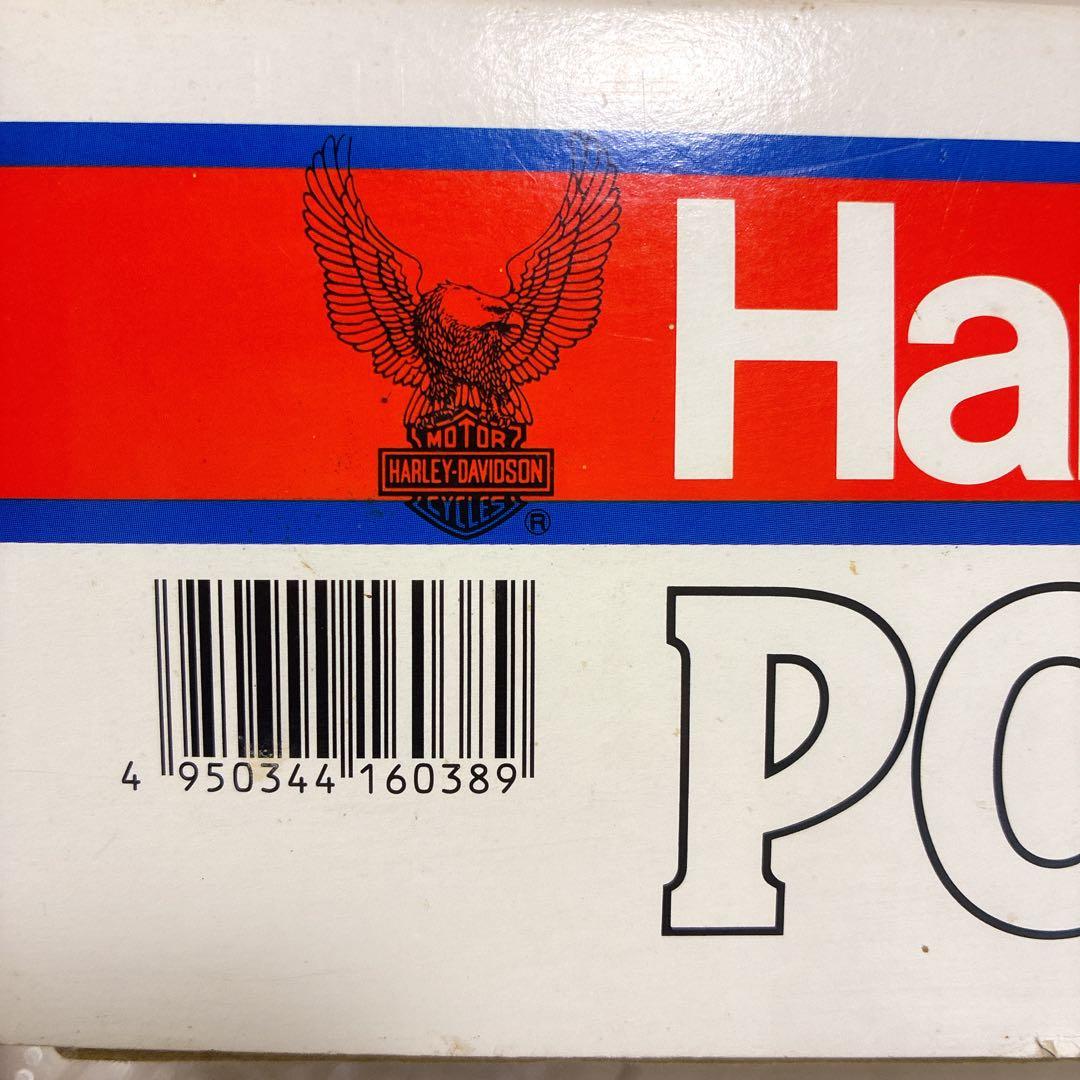 MOTOR
HARLEY-DAVIDSON
CYCLES
®
Ha
4 950344 160389
PO